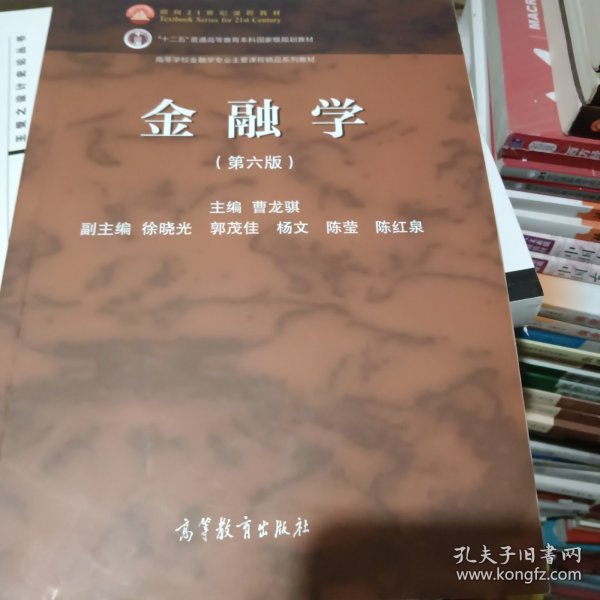 面向21世纪课程教材
Textbook Series for 21st Century
"十二五"普通高等教育本科国家级规划教材
高等学校金融学专业主要课程精品系列教材
金融学
(第六版)
主编 曹龙骐
副主编 徐晓光 郭茂佳 杨文 陈莹 陈红泉
高等教育出版社
MACR
孔夫子旧书网
www.kongfz.com